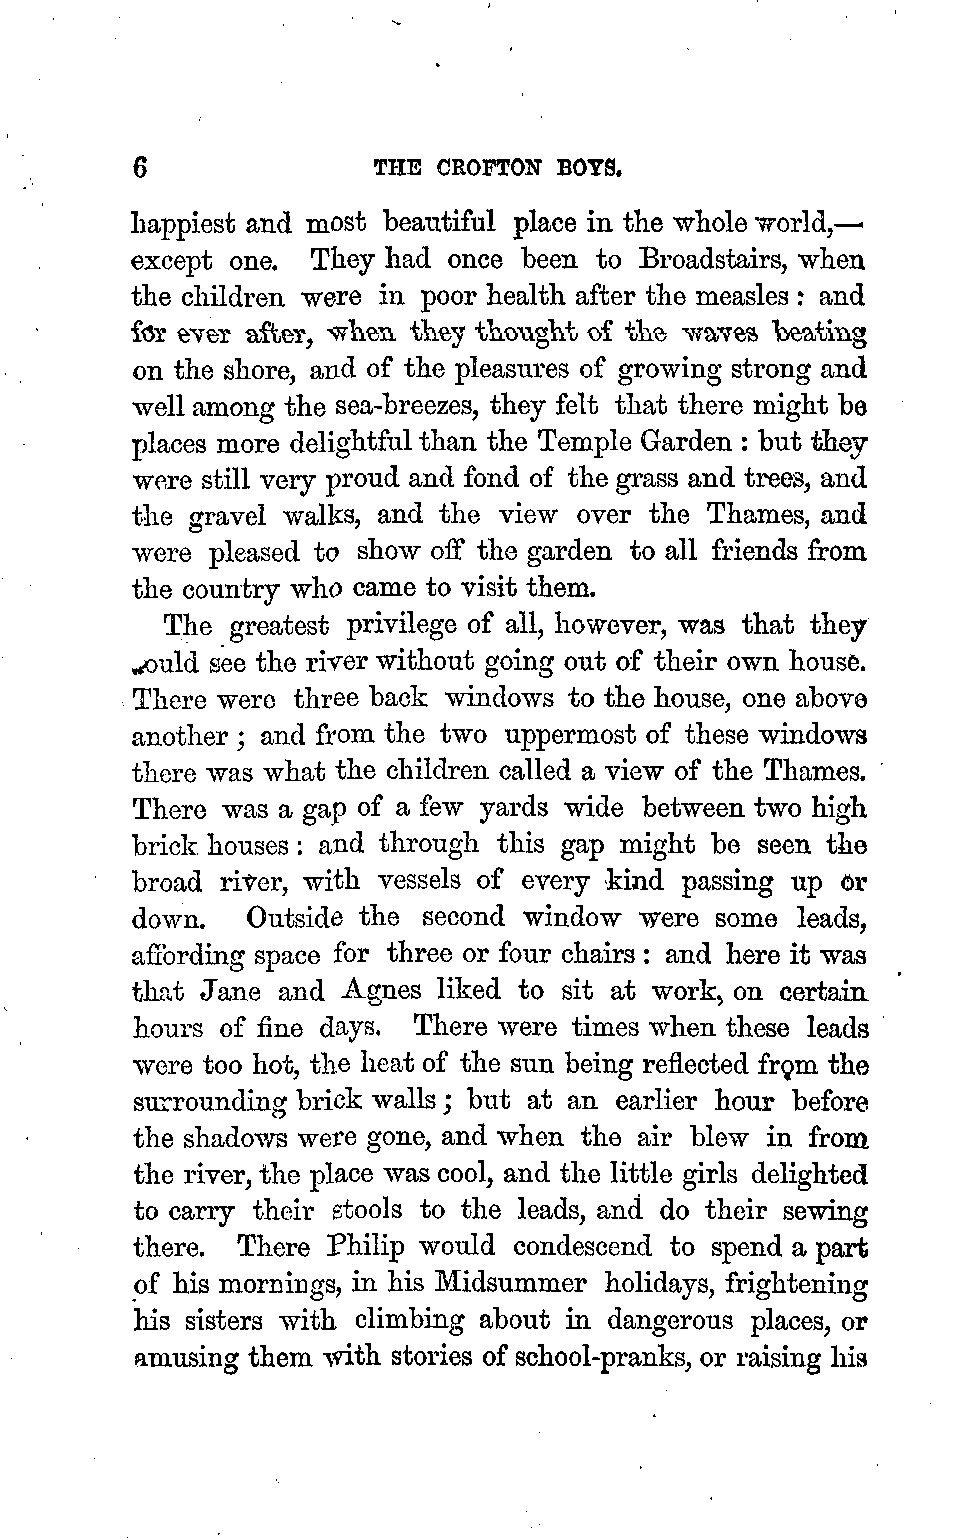 6 THE CROFTON BOYS.
happiest and most beautiful place in the whole world,—
except one. They had once been to Broadstairs, when
the children were in poor health after the measles: and
for ever after, when they thought of the waves beating
on the shore, and of the pleasures of growing strong and
well among the sea-breezes, they felt that there might be
places more delightful than the Temple Garden: but they
were still very proud and fond of the grass and trees, and
the gravel walks, and the view over the Thames, and
were pleased to show off the garden to all friends from
the country who came to visit them.
The greatest privilege of all, however, was that they
ould see the river without going out of their own house.
There were three back windows to the house, one above
another; and from the two uppermost of these windows
there was what the children called a view of the Thames.
There was a gap of a few yards wide between two high
brick houses: and through this gap might be seen the
broad river, with vessels of every kind passing up or
down. Outside the second window were some leads,
affording space for three or four chairs: and here it was
that Jane and Agnes liked to sit at work, on certain
hours of fine days. There were times when these leads
were too hot, the heat of the sun being reflected from the
surrounding brick walls; but at an earlier hour before
the shadows were gone, and when the air blew in from
the river, the place was cool, and the little girls delighted
to carry their stools to the leads, and do their sewing
there. There Philip would condescend to spend a part
of his mornings, in his Midsummer holidays, frightening
his sisters with climbing about in dangerous places, or
amusing them with stories of school-pranks, or raising his